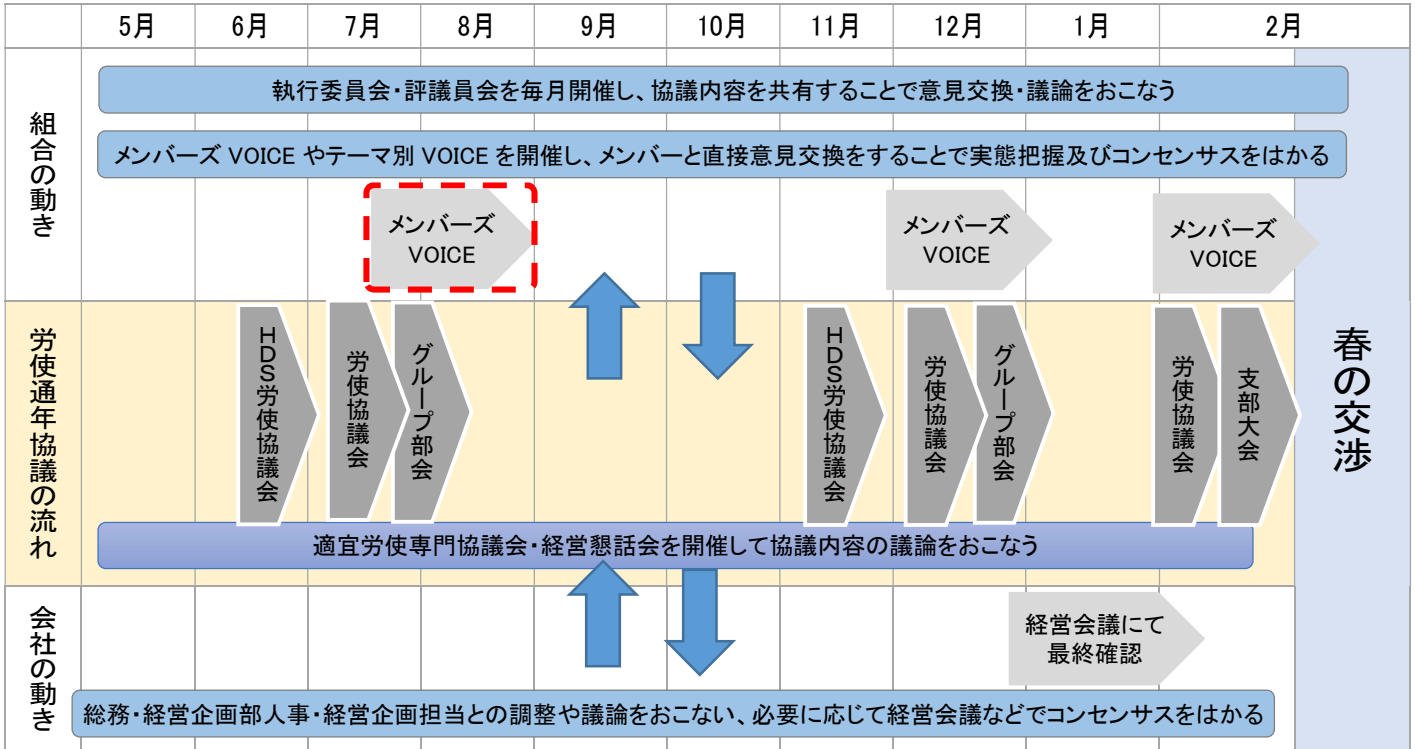 5月 6月 7月 8月 9月 10月 11月 12月 1月 2月
組合の動き
執行委員会・評議員会を毎月開催し、協議内容を共有することで意見交換・議論をおこなう
メンバーズ VOICE やテーマ別 VOICE を開催し、メンバーと直接意見交換をすることで実態把握及びコンセンサスをはかる
メンバーズ
VOICE
メンバーズ
VOICE
メンバーズ
VOICE
労使通年協議の流れ
HDS労使協議会
労使協議会
グループ部会
HDS労使協議会
労使協議会
グループ部会
労使協議会
支部大会
春の交渉
適宜労使専門協議会・経営懇話会を開催して協議内容の議論をおこなう
会社の動き
経営会議にて
最終確認
総務・経営企画部人事・経営企画担当との調整や議論をおこない、必要に応じて経営会議などでコンセンサスをはかる